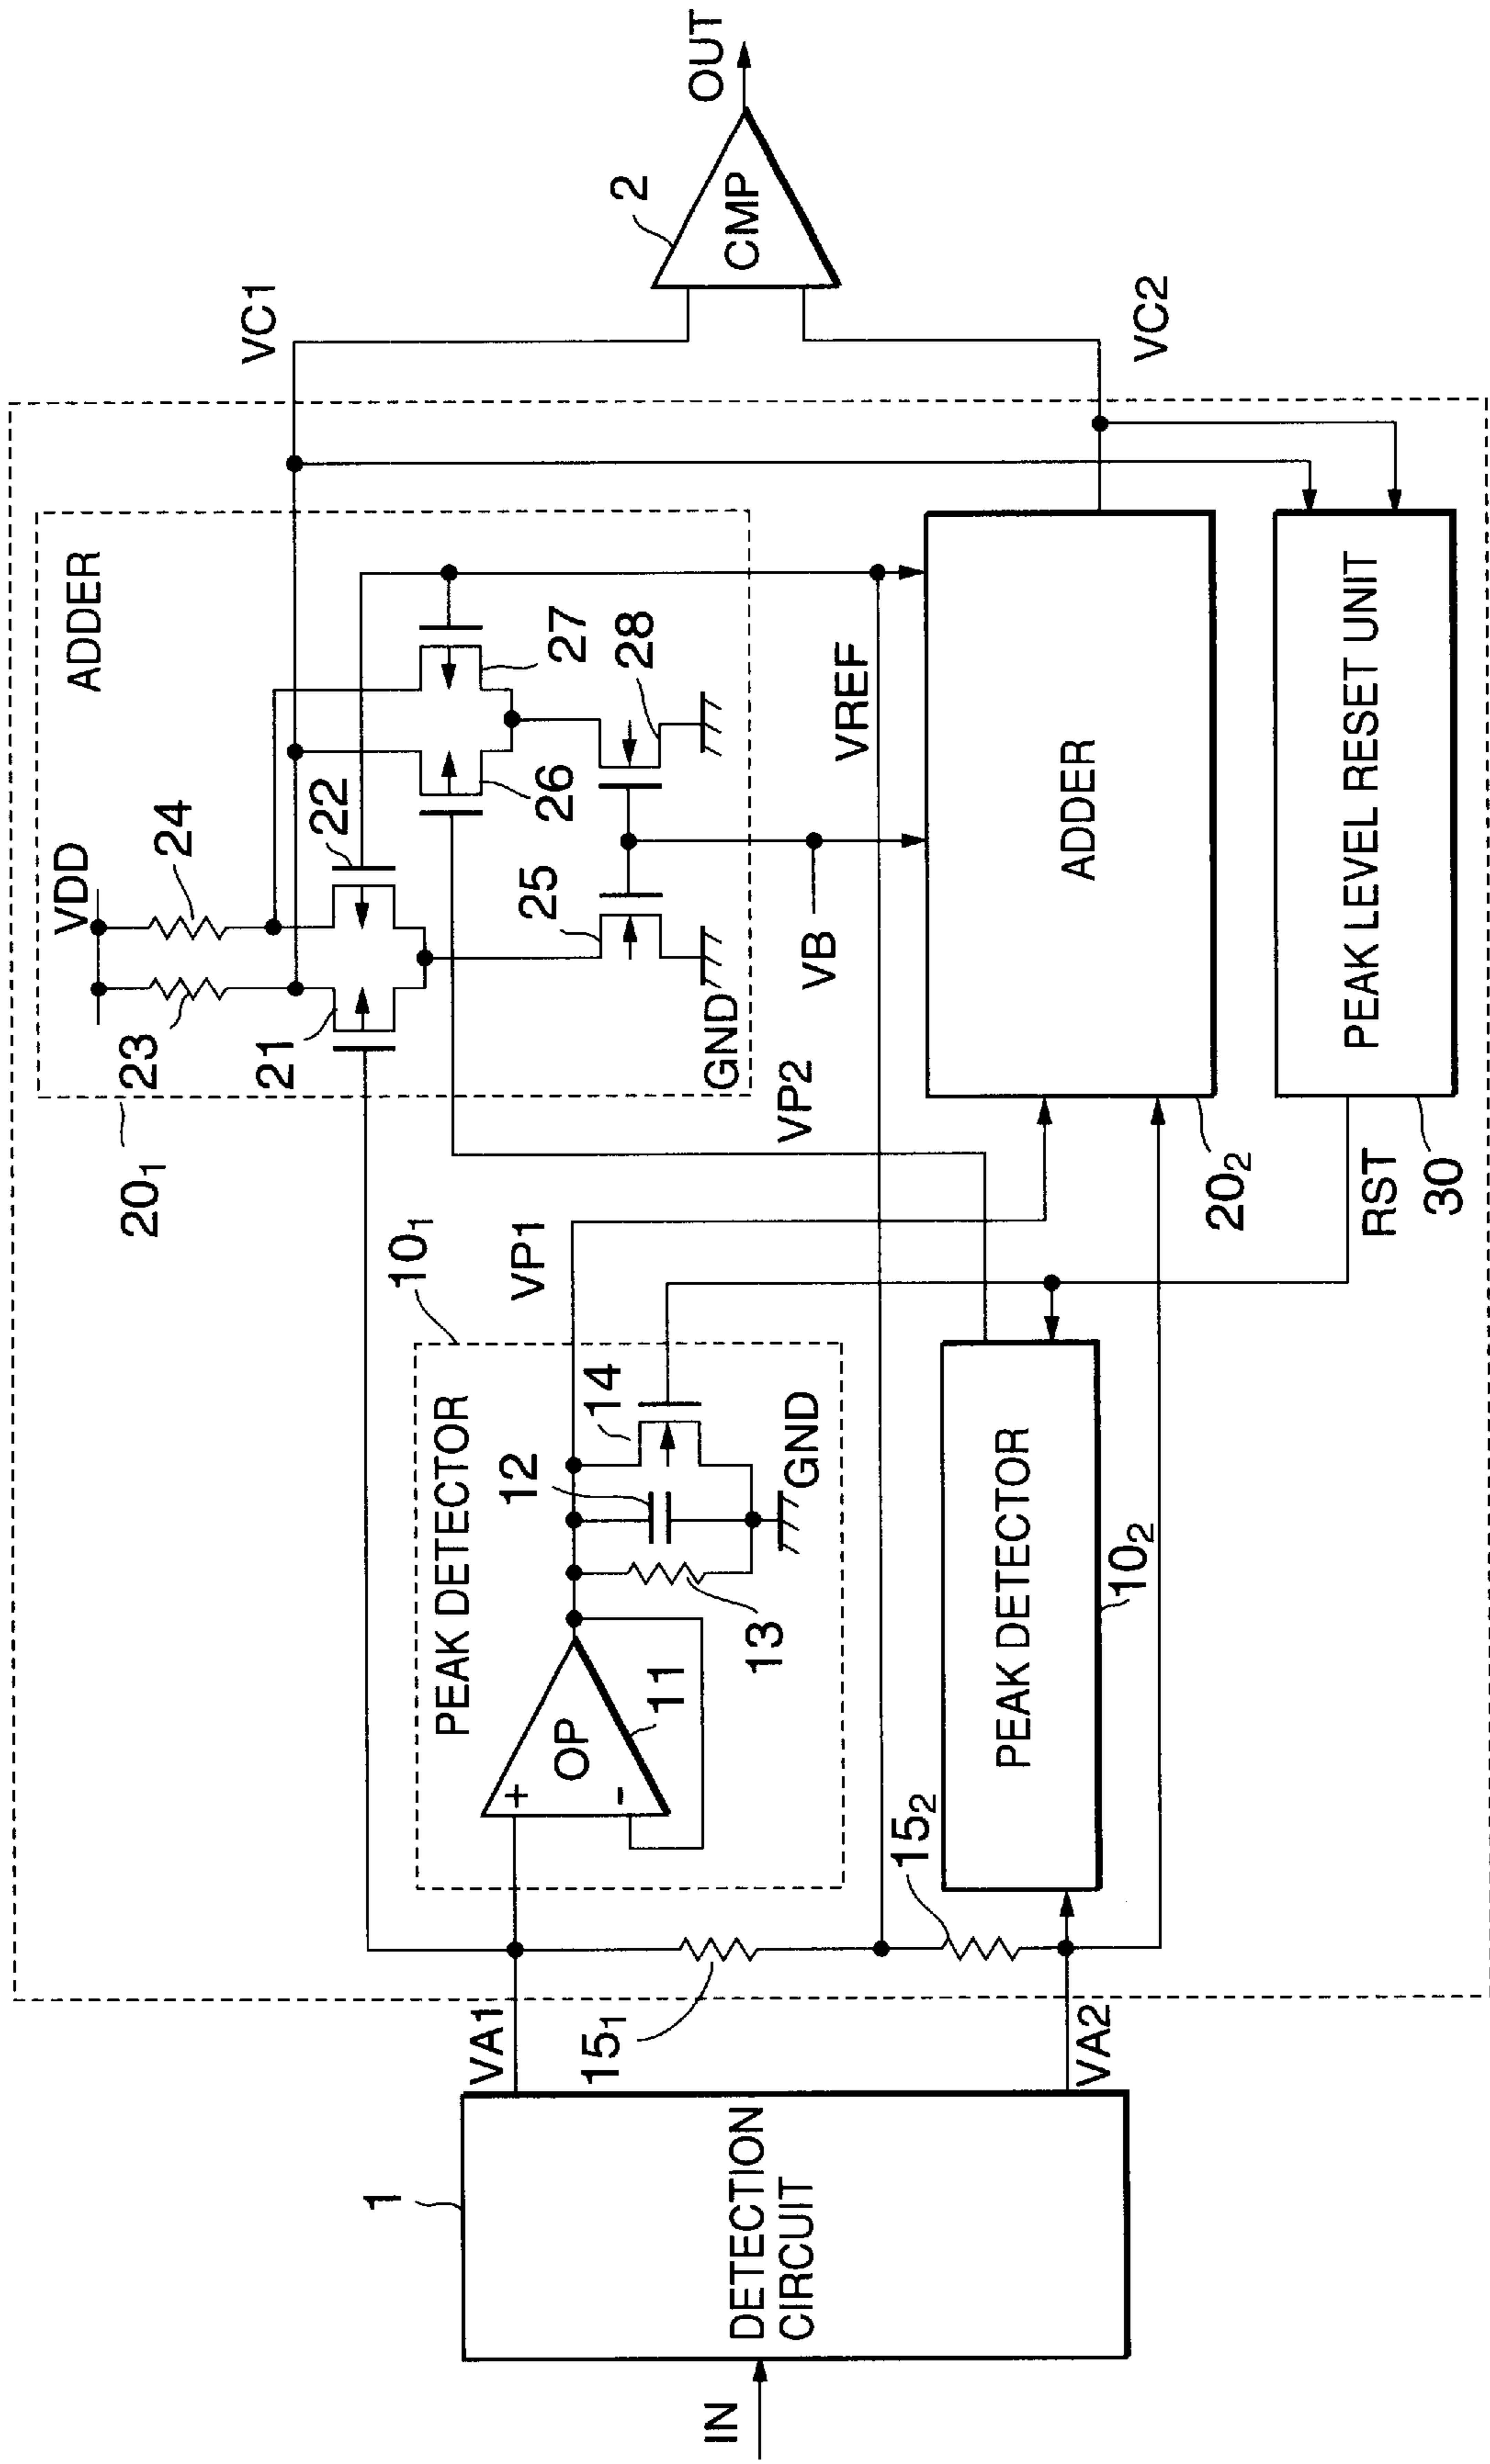 IN
1
DETECTION
CIRCUIT
VA1
VA2
15₁
15₂
10₁
PEAK DETECTOR
+
-
OP
11
12
13
14
GND
VP1
PEAK DETECTOR
10₂
VP2
RST
20₁
ADDER
VDD
23
24
21
22
25
26
27
28
GND
VB
VREF
ADDER
20₂
PEAK LEVEL RESET UNIT
30
VC1
VC2
2
CMP
OUT